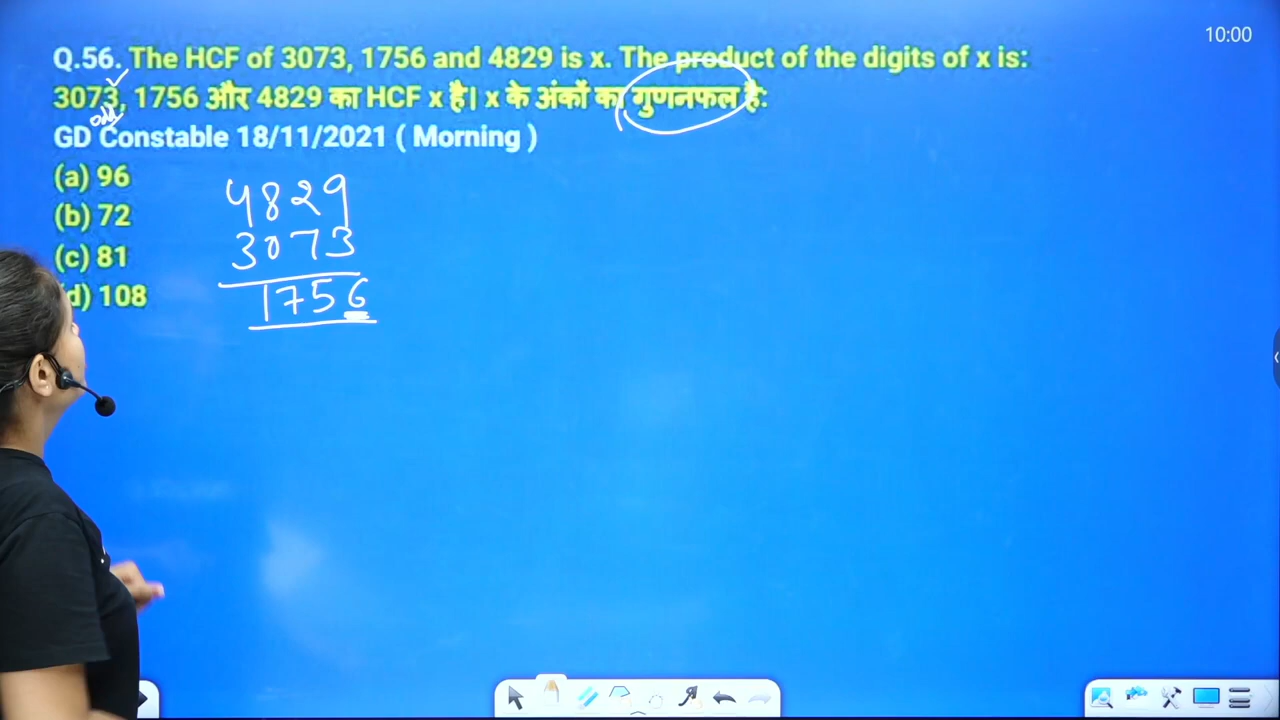 10:00
Q.56. The HCF of 3073, 1756 and 4829 is x. The product of the digits of x is:
3073, 1756 और 4829 का HCF x है। x के अंकों का गुणनफल है:
odd
GD Constable 18/11/2021 ( Morning )
(a) 96
(b) 72
(c) 81
d) 108
4829
3073
1756